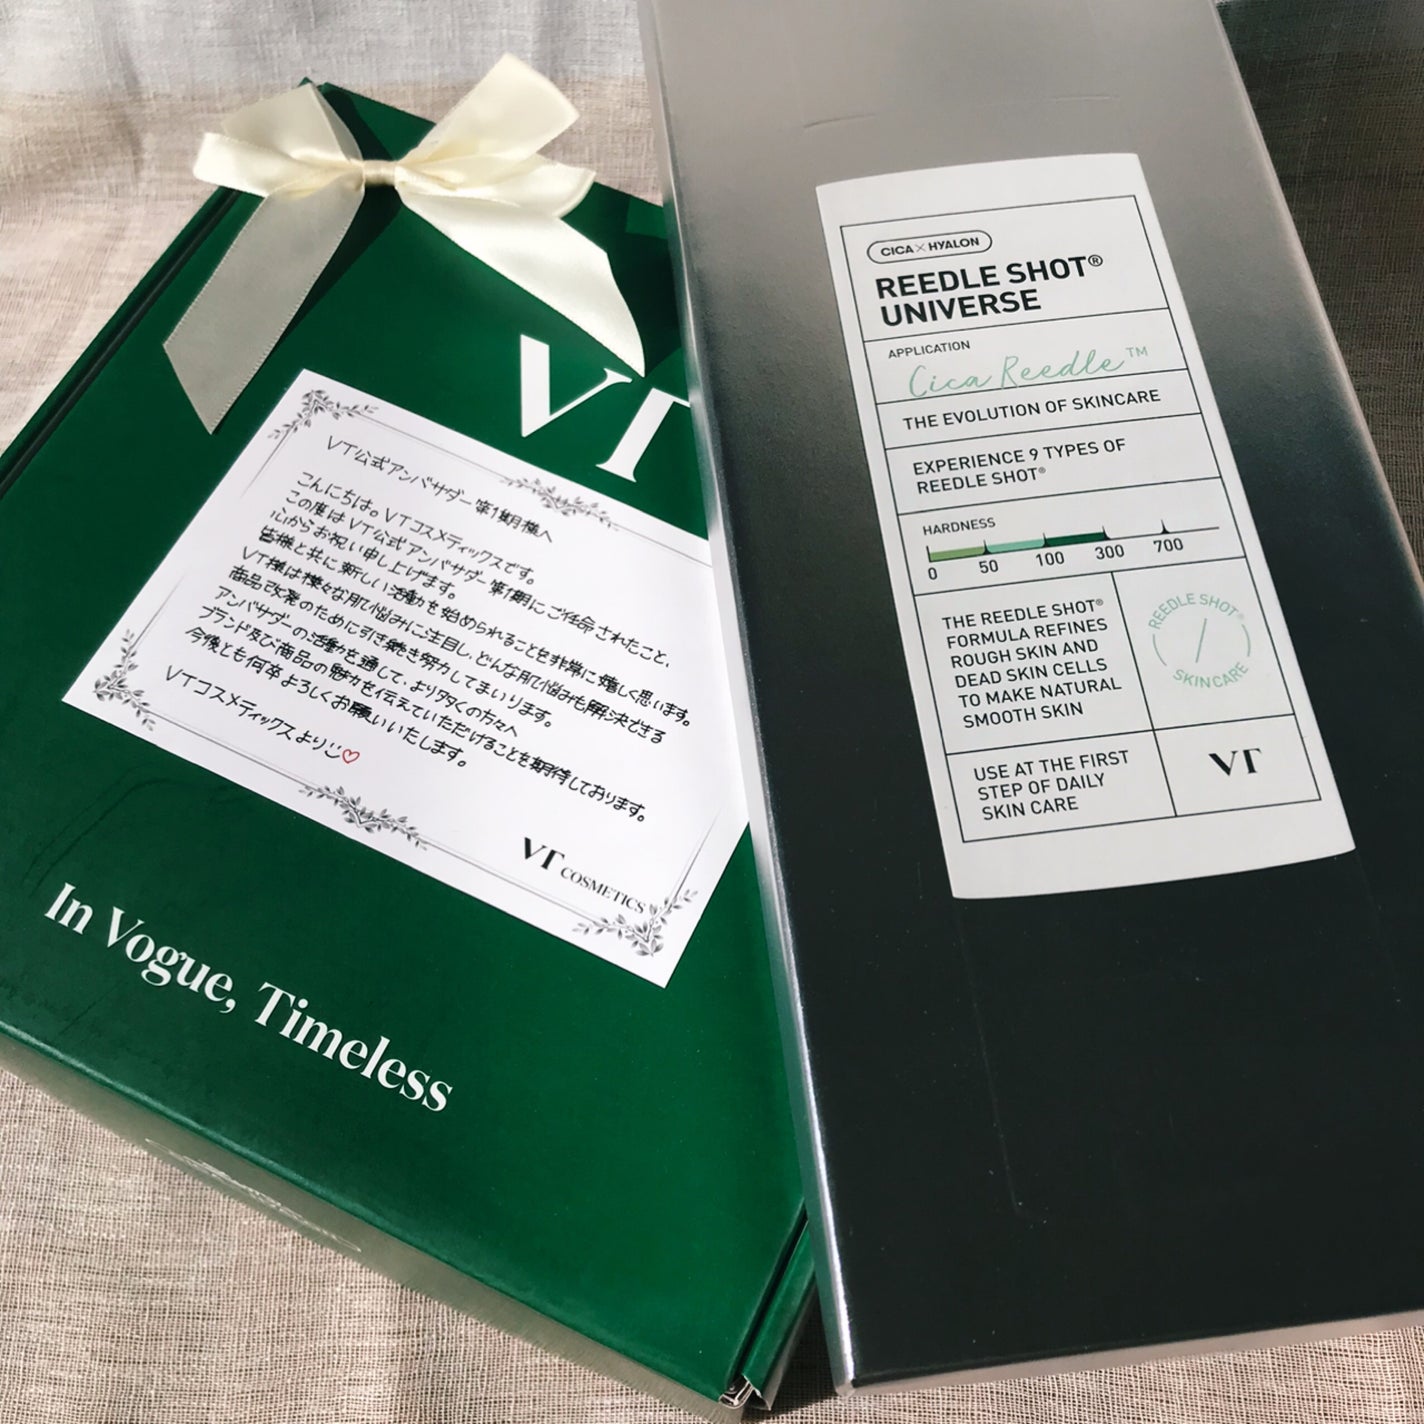 VT
VT公式アンバサダー第1期様へ
こんにちは。VTコスメティックスです。
この度はVT公式アンバサダー第1期にご任命されたこと、
心からお祝い申し上げます。
皆様と共に新しい活動を始められることを非常に嬉しく思います。
VT様は様々な肌悩みに注目し、どんな肌悩みも解決できる
商品改発のために引き続き努力してまいります。
アンバサダーの活動を通して、より多くの方々へ
ブランド及び商品の魅力を伝えていただけることを期待しております。
今後とも何卒よろしくお願いいたします。
VTコスメティックスより♡
VT COSMETICS
In Vogue, Timeless
CICA×HYALON
REEDLE SHOT®
UNIVERSE
APPLICATION
Cica Reedle™
THE EVOLUTION OF SKINCARE
EXPERIENCE 9 TYPES OF
REEDLE SHOT®
HARDNESS
0 50 100 300 700
THE REEDLE SHOT®
FORMULA REFINES
ROUGH SKIN AND
DEAD SKIN CELLS
TO MAKE NATURAL
SMOOTH SKIN
REEDLE SHOT®
SKINCARE
USE AT THE FIRST
STEP OF DAILY
SKIN CARE
VT